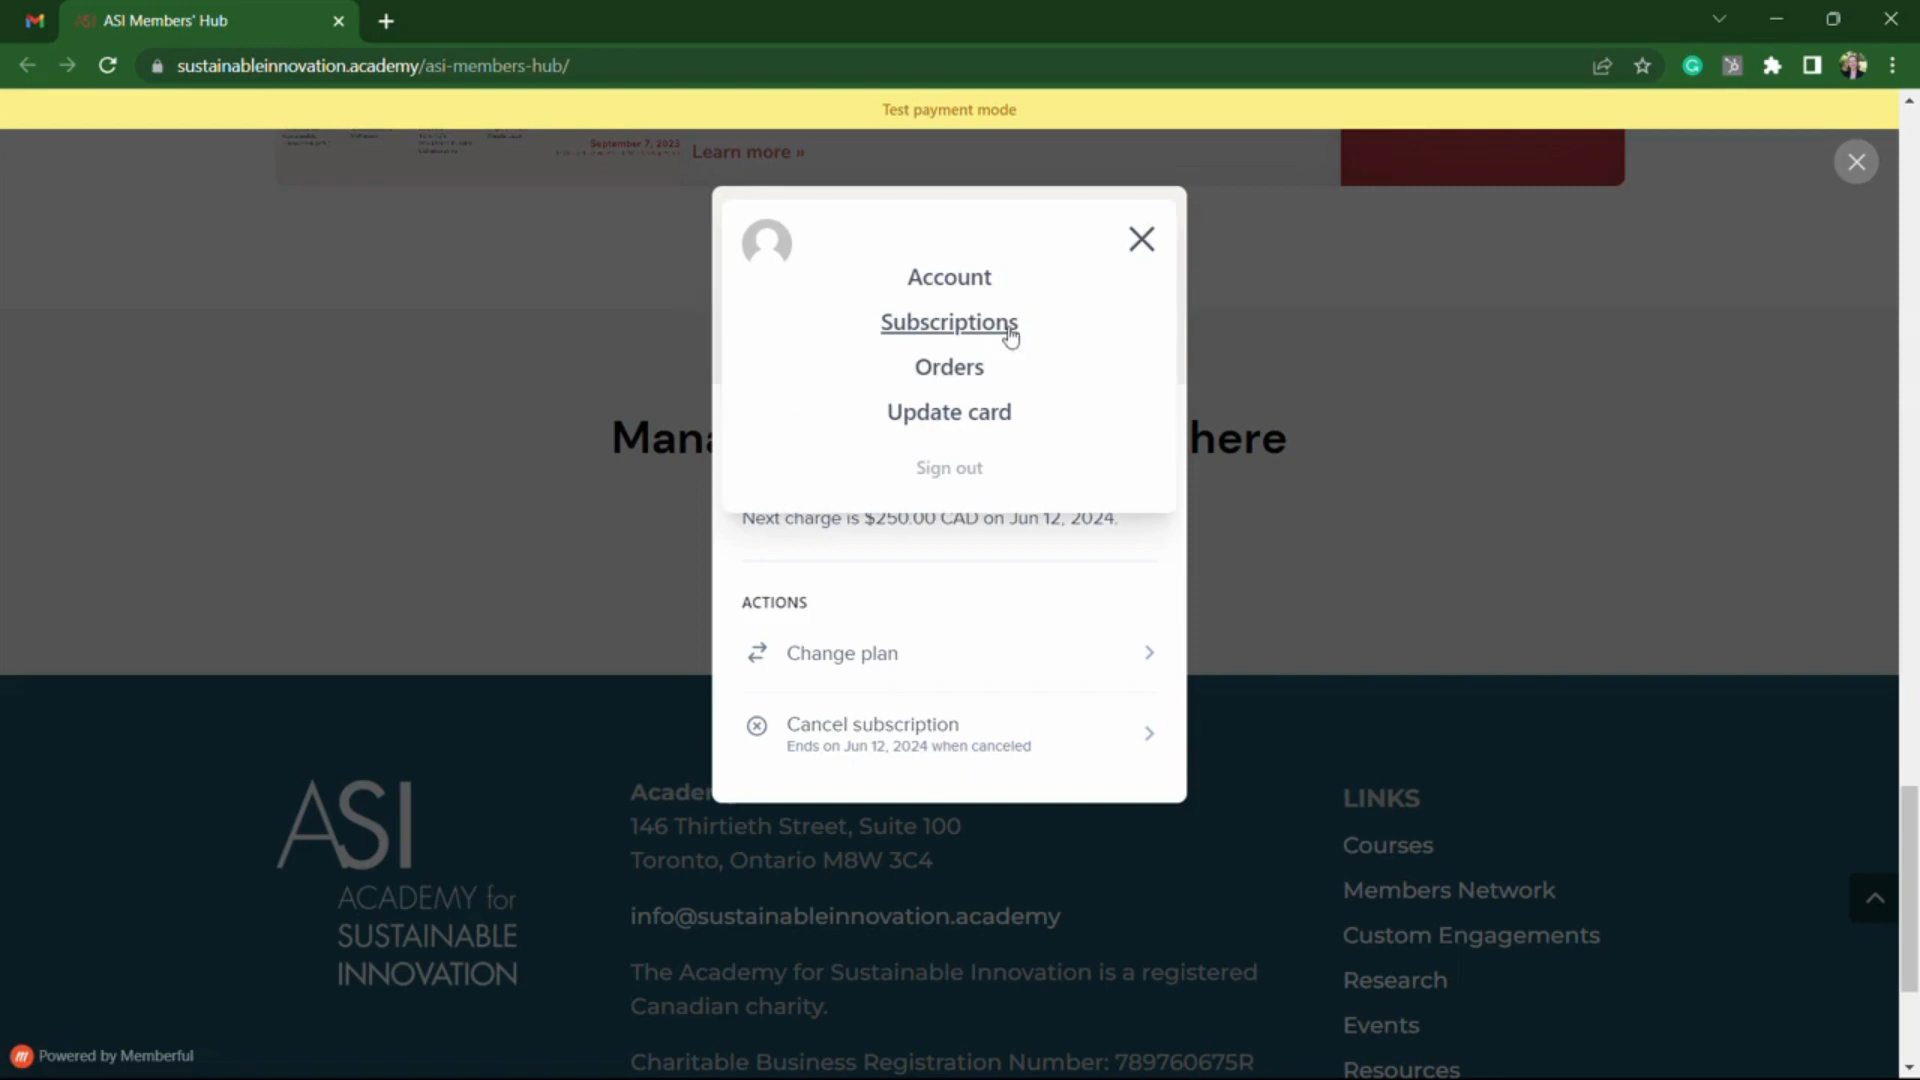 ASI Members' Hub
sustainableinnovation.academy/asi-members-hub/
Test payment mode
September 7, 2023
Learn more »
Account
Subscriptions
Orders
Update card
Sign out
Mana
here
Next charge is $250.00 CAD on Jun 12, 2024.
ACTIONS
Change plan
Cancel subscription
Ends on Jun 12, 2024 when canceled
ASI
ACADEMY for
SUSTAINABLE
INNOVATION
Academ
146 Thirtieth Street, Suite 100
Toronto, Ontario M8W 3C4
info@sustainableinnovation.academy
The Academy for Sustainable Innovation is a registered
Canadian charity.
Charitable Business Registration Number: 789760675R
LINKS
Courses
Members Network
Custom Engagements
Research
Events
Resources
Powered by Memberful